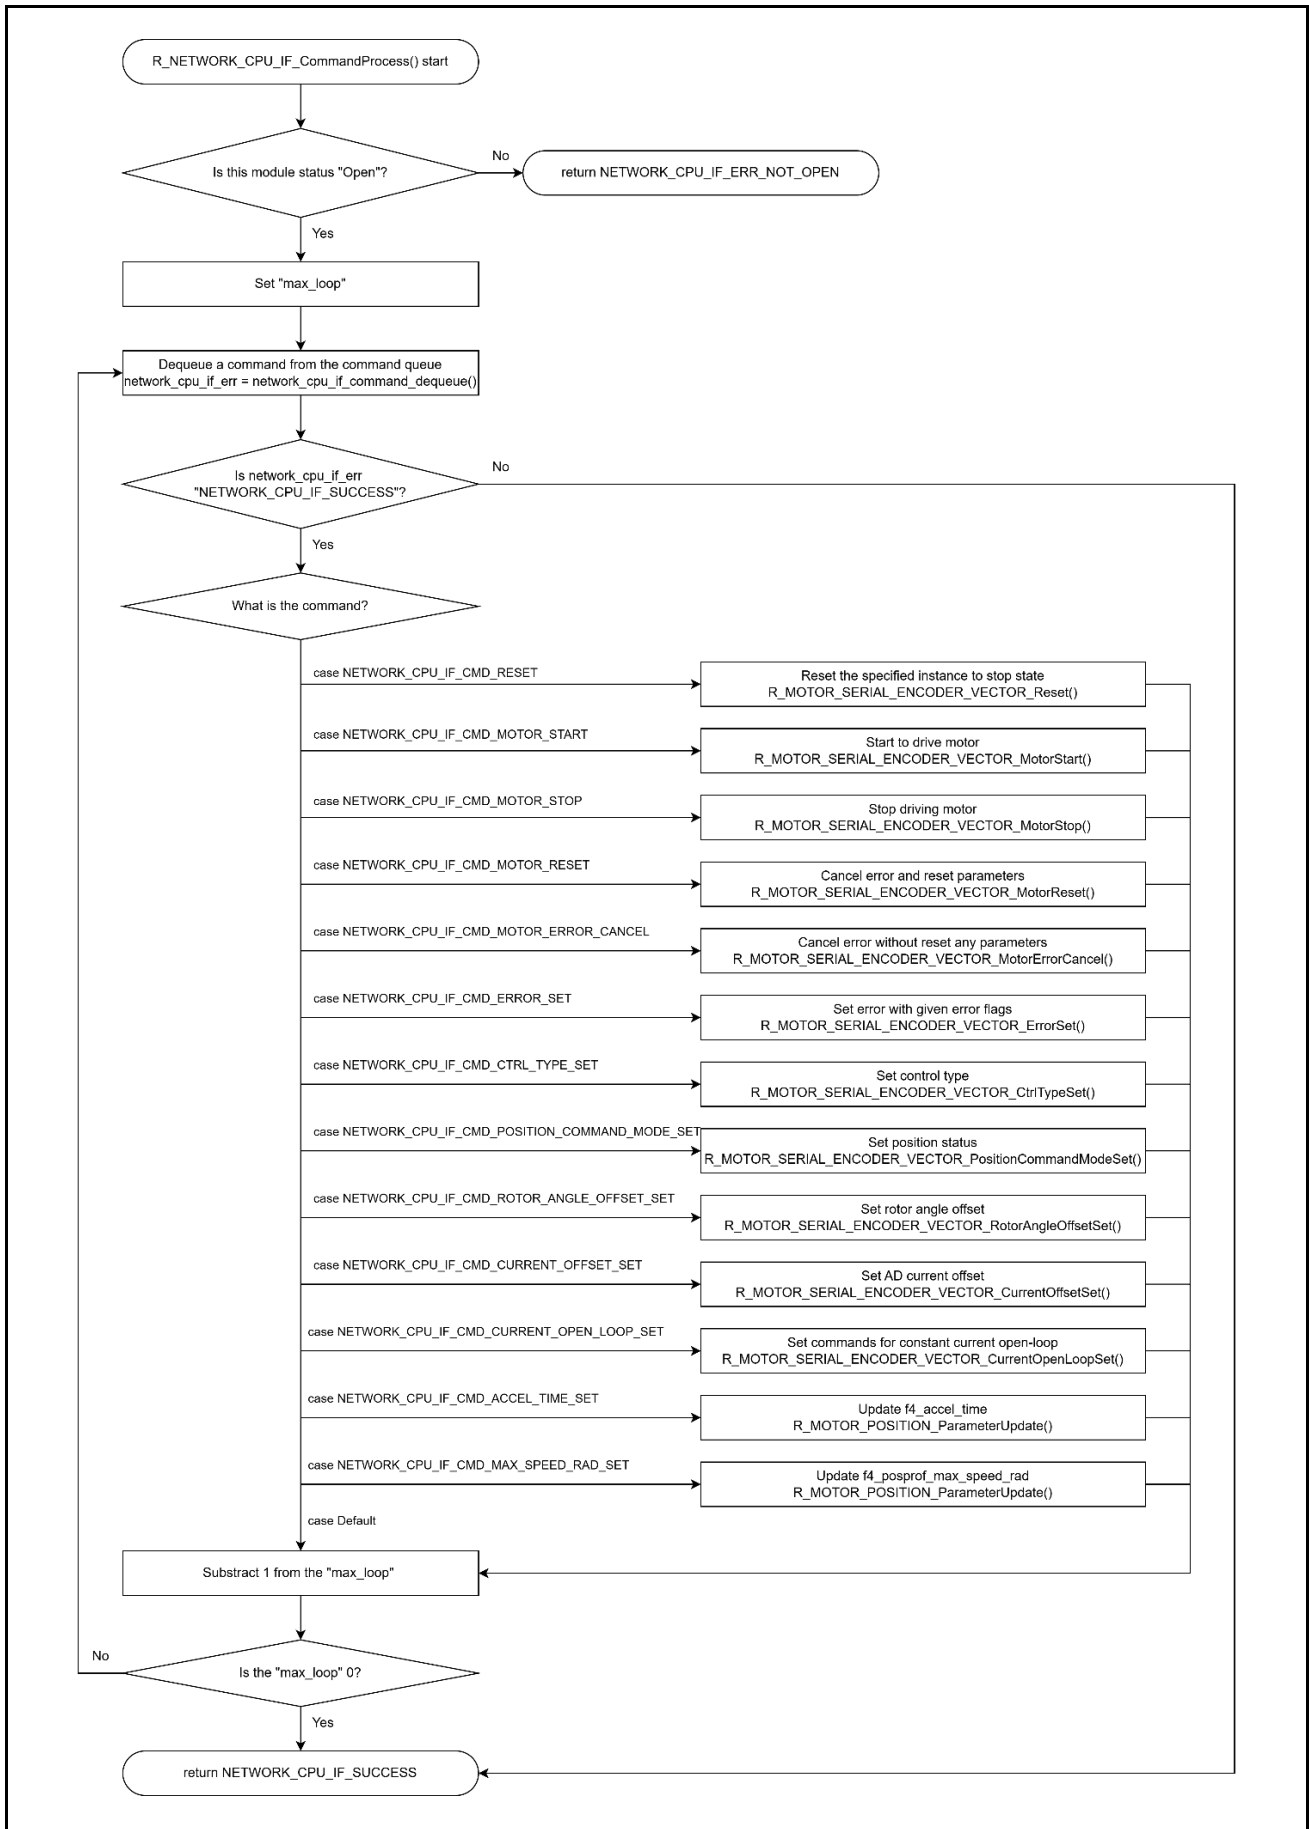 R_NETWORK_CPU_IF_CommandProcess() start
Is this module status "Open"?
No
return NETWORK_CPU_IF_ERR_NOT_OPEN
Yes
Set "max_loop"
Dequeue a command from the command queue
network_cpu_if_err = network_cpu_if_command_dequeue()
Is network_cpu_if_err
"NETWORK_CPU_IF_SUCCESS"?
No
Yes
What is the command?
case NETWORK_CPU_IF_CMD_RESET
Reset the specified instance to stop state
R_MOTOR_SERIAL_ENCODER_VECTOR_Reset()
case NETWORK_CPU_IF_CMD_MOTOR_START
Start to drive motor
R_MOTOR_SERIAL_ENCODER_VECTOR_MotorStart()
case NETWORK_CPU_IF_CMD_MOTOR_STOP
Stop driving motor
R_MOTOR_SERIAL_ENCODER_VECTOR_MotorStop()
case NETWORK_CPU_IF_CMD_MOTOR_RESET
Cancel error and reset parameters
R_MOTOR_SERIAL_ENCODER_VECTOR_MotorReset()
case NETWORK_CPU_IF_CMD_MOTOR_ERROR_CANCEL
Cancel error without reset any parameters
R_MOTOR_SERIAL_ENCODER_VECTOR_MotorErrorCancel()
case NETWORK_CPU_IF_CMD_ERROR_SET
Set error with given error flags
R_MOTOR_SERIAL_ENCODER_VECTOR_ErrorSet()
case NETWORK_CPU_IF_CMD_CTRL_TYPE_SET
Set control type
R_MOTOR_SERIAL_ENCODER_VECTOR_CtrlTypeSet()
case NETWORK_CPU_IF_CMD_POSITION_COMMAND_MODE_SET
Set position status
R_MOTOR_SERIAL_ENCODER_VECTOR_PositionCommandModeSet()
case NETWORK_CPU_IF_CMD_ROTOR_ANGLE_OFFSET_SET
Set rotor angle offset
R_MOTOR_SERIAL_ENCODER_VECTOR_RotorAngleOffsetSet()
case NETWORK_CPU_IF_CMD_CURRENT_OFFSET_SET
Set AD current offset
R_MOTOR_SERIAL_ENCODER_VECTOR_CurrentOffsetSet()
case NETWORK_CPU_IF_CMD_CURRENT_OPEN_LOOP_SET
Set commands for constant current open-loop
R_MOTOR_SERIAL_ENCODER_VECTOR_CurrentOpenLoopSet()
case NETWORK_CPU_IF_CMD_ACCEL_TIME_SET
Update f4_accel_time
R_MOTOR_POSITION_ParameterUpdate()
case NETWORK_CPU_IF_CMD_MAX_SPEED_RAD_SET
Update f4_posprof_max_speed_rad
R_MOTOR_POSITION_ParameterUpdate()
case Default
Substract 1 from the "max_loop"
No
Is the "max_loop" 0?
Yes
return NETWORK_CPU_IF_SUCCESS